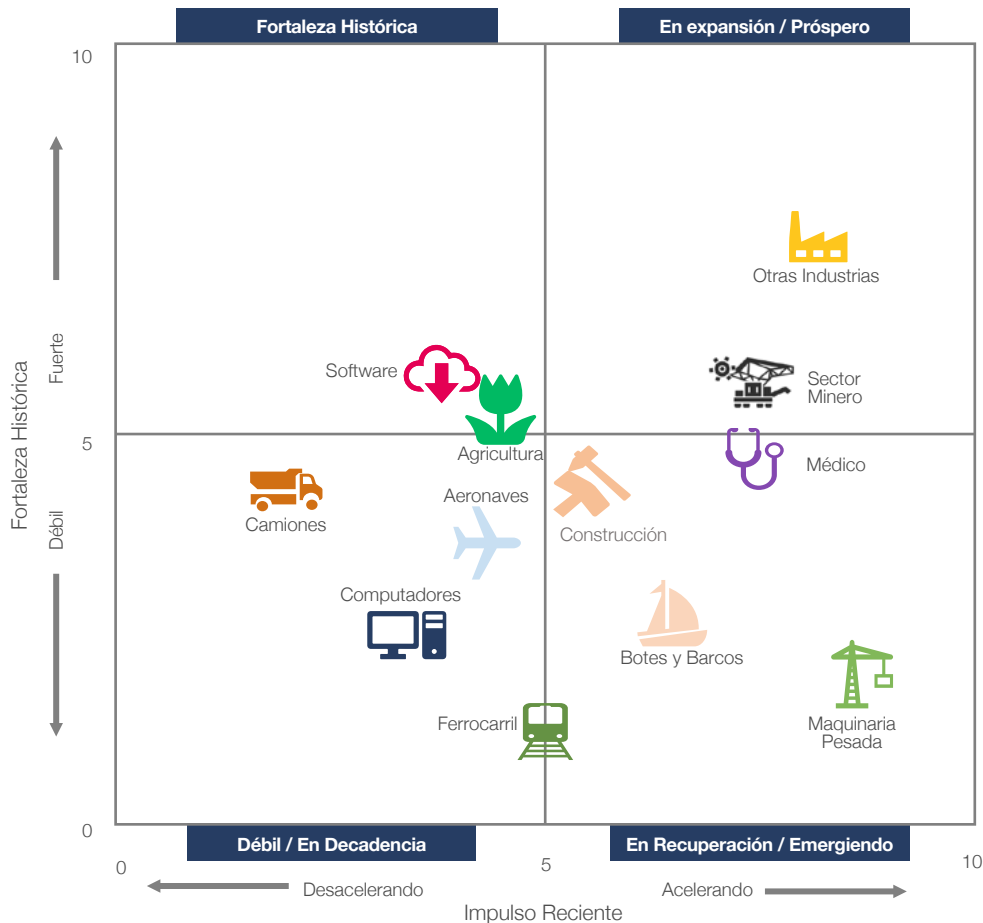 Fortaleza Histórica
En expansión / Próspero
10
Otras Industrias
Fuerte
Software
Sector
Minero
Fortaleza Histórica
5
Agricultura
Médico
Aeronaves
Camiones
Construcción
Débil
Computadores
Botes y Barcos
Ferrocarril
Maquinaria
Pesada
0
Débil / En Decadencia
En Recuperación / Emergiendo
0
5
10
Desacelerando
Acelerando
Impulso Reciente